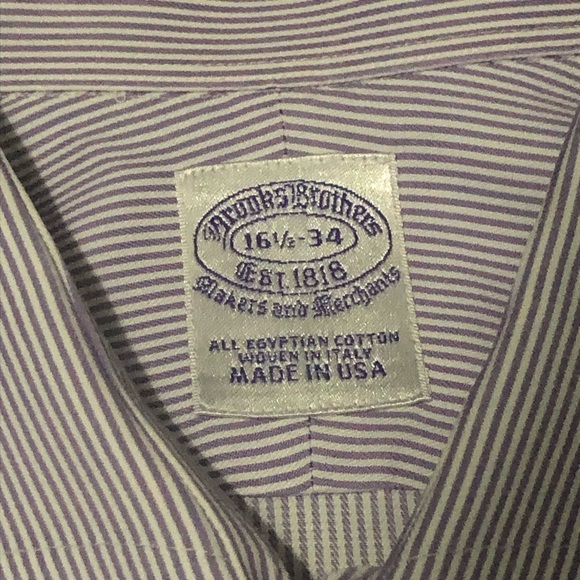 Brooks Brothers
16½-34
EST. 1818
Makers and Merchants
ALL EGYPTIAN COTTON
WOVEN IN ITALY
MADE IN USA